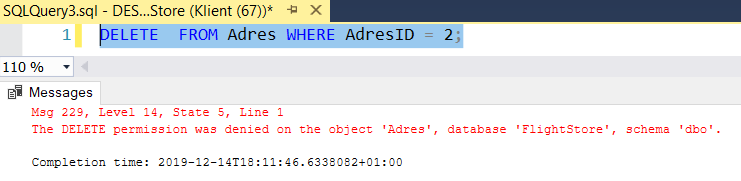 SQLQuery3.sql - DES...Store (Klient (67))*
1 DELETE  FROM Adres WHERE AdresID = 2;
110 %
Messages
Msg 229, Level 14, State 5, Line 1
The DELETE permission was denied on the object 'Adres', database 'FlightStore', schema 'dbo'.
Completion time: 2019-12-14T18:11:46.6338082+01:00